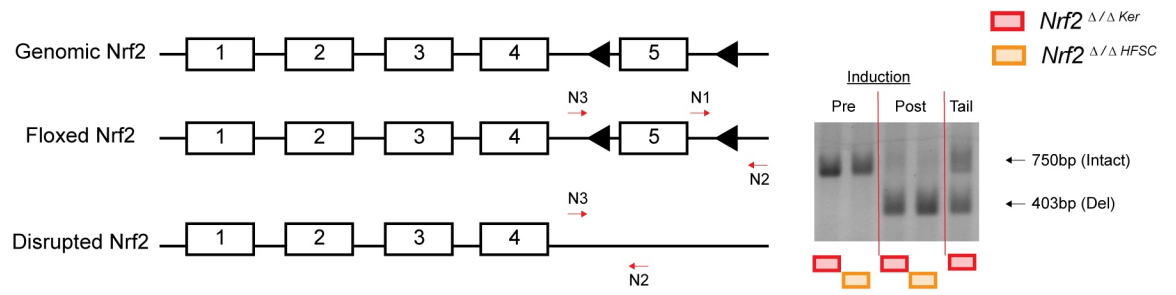 Genomic Nrf2
1 2 3 4 5
N3 N1
Floxed Nrf2
1 2 3 4 5
N2
N3
Disrupted Nrf2
1 2 3 4
N2
Nrf2 Δ/Δ Ker
Nrf2 Δ/Δ HFSC
Induction
Pre Post Tail
750bp (Intact)
403bp (Del)